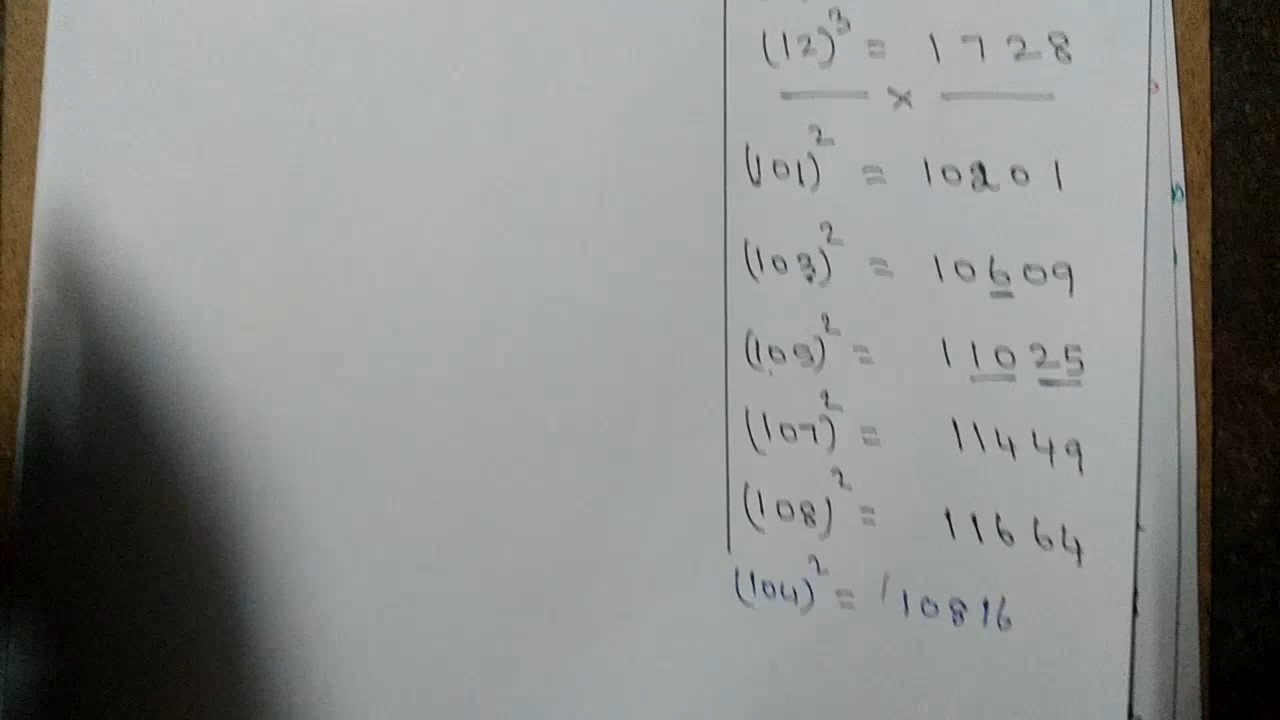 (12)³ = 1728
×
(101)² = 10201
(103)² = 10609
(105)² = 11025
(107)² = 11449
(108)² = 11664
(104)² = 10816